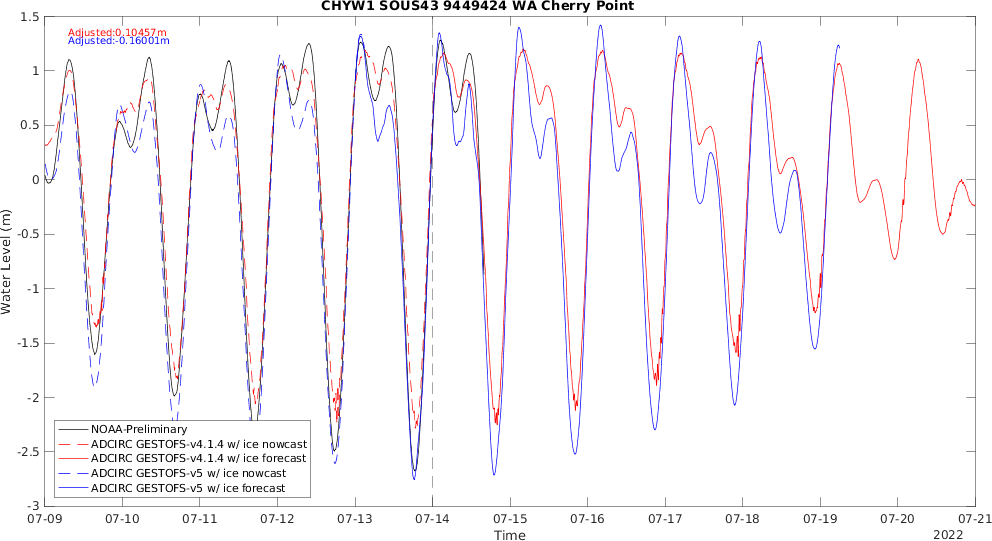 CHYW1 SOUS43 9449424 WA Cherry Point
Adjusted:0.10457m
Adjusted:-0.16001m
1.5
1
0.5
0
-0.5
-1
-1.5
-2
-2.5
-3
Water Level (m)
NOAA-Preliminary
ADCIRC GESTOFS-v4.1.4 w/ ice nowcast
ADCIRC GESTOFS-v4.1.4 w/ ice forecast
ADCIRC GESTOFS-v5 w/ ice nowcast
ADCIRC GESTOFS-v5 w/ ice forecast
07-09 07-10 07-11 07-12 07-13 07-14 07-15 07-16 07-17 07-18 07-19 07-20 07-21
Time
2022